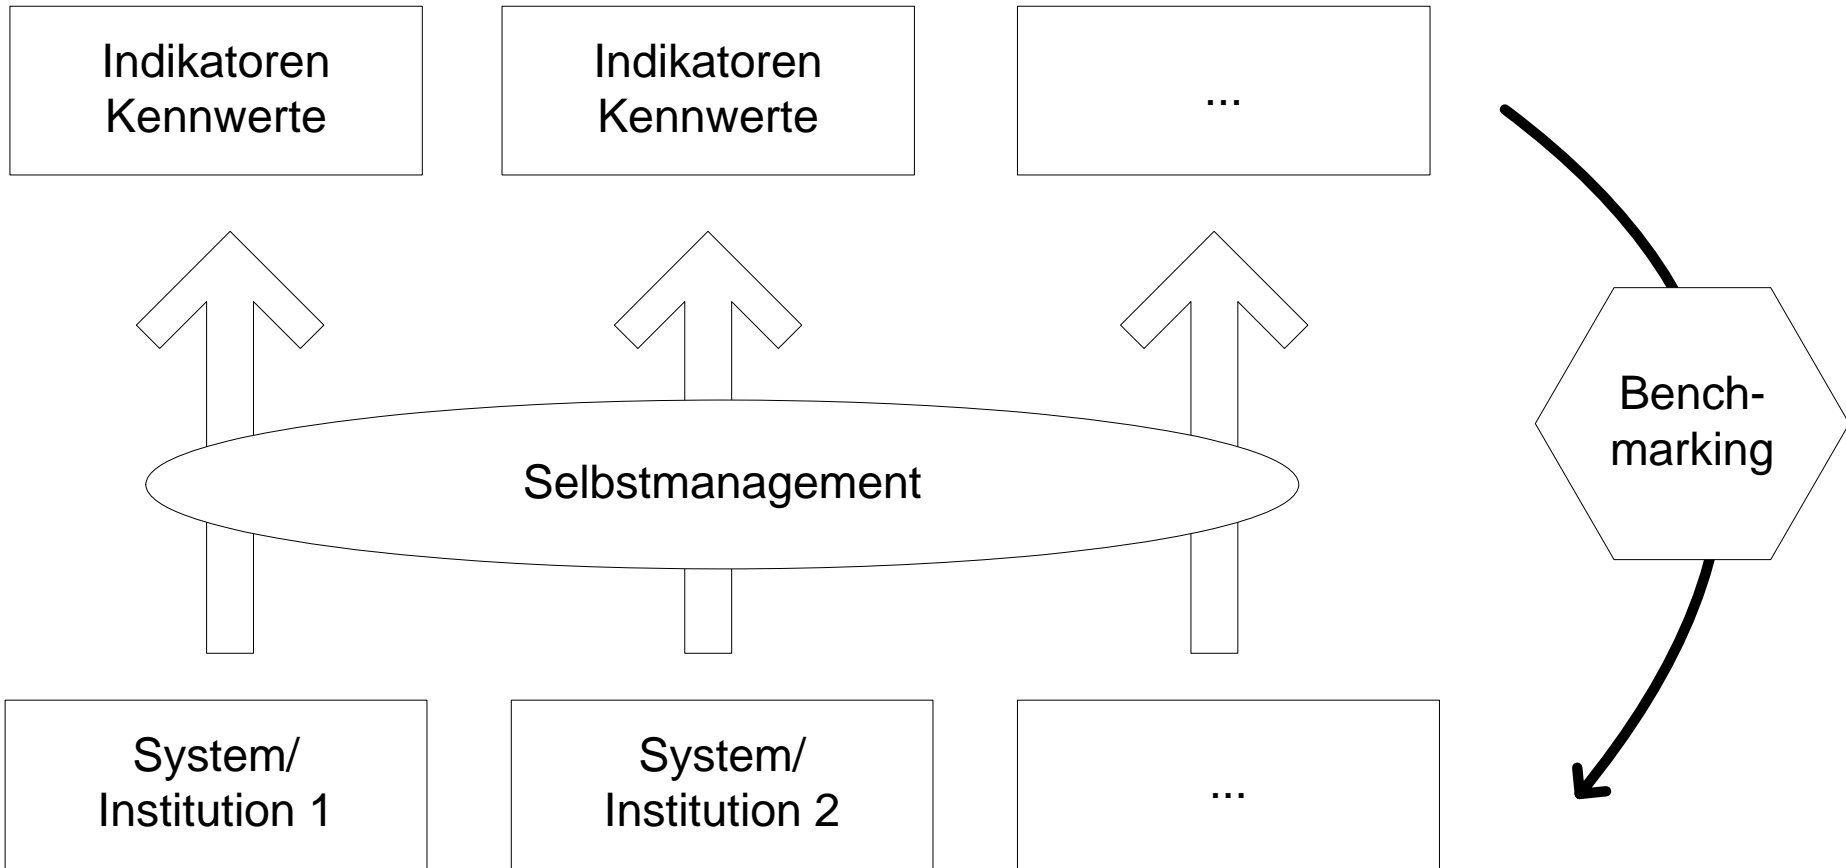 Indikatoren
Kennwerte
Indikatoren
Kennwerte
...
Bench-
marking
Selbstmanagement
System/
Institution 1
System/
Institution 2
...